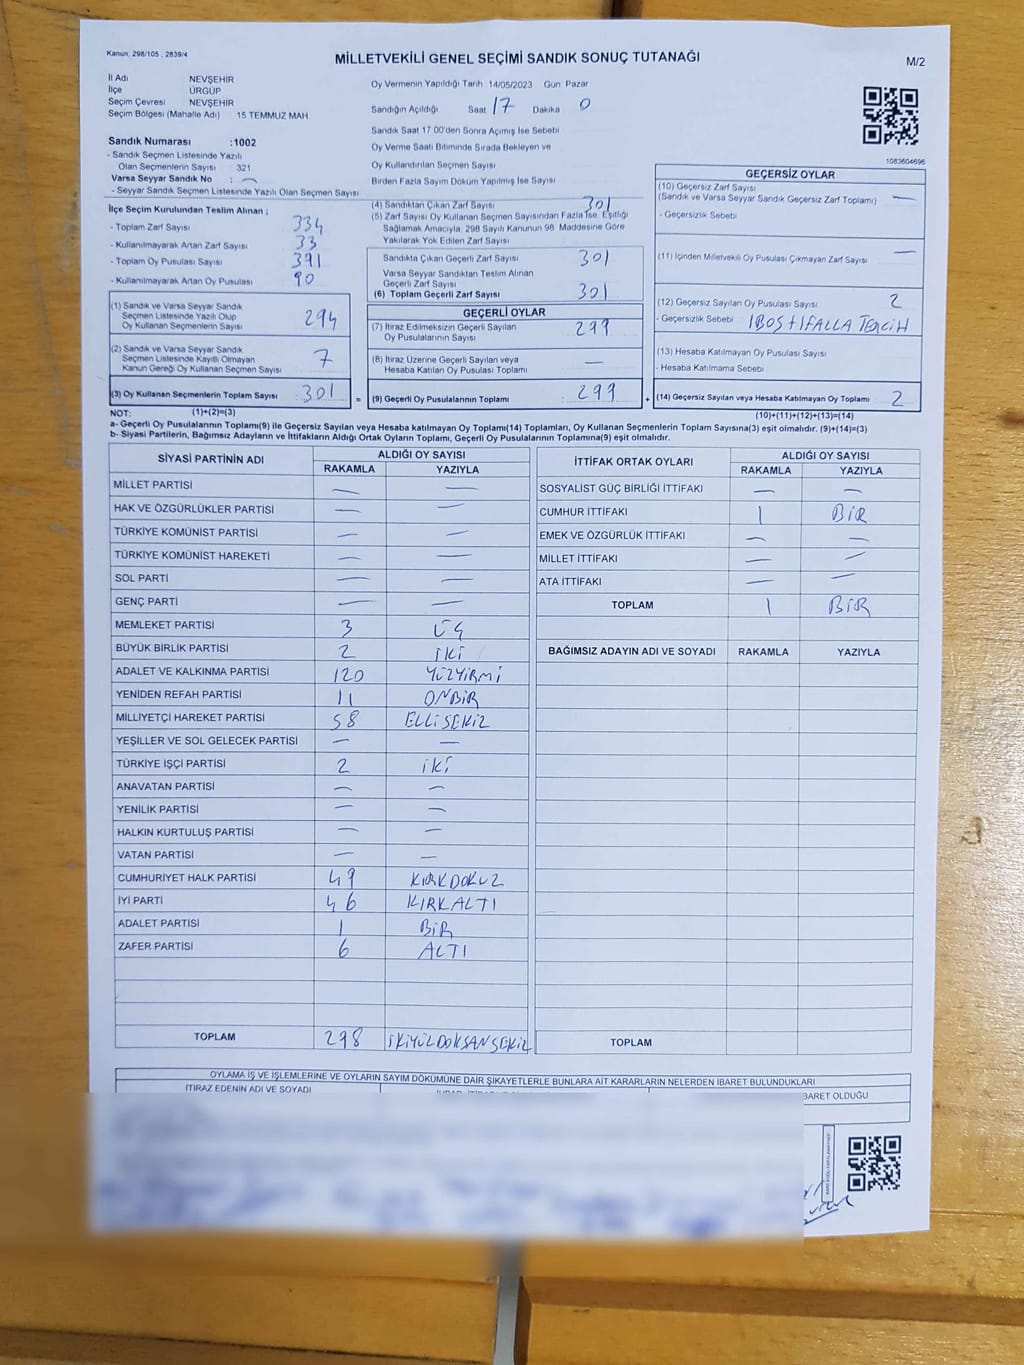 Kanun: 298/105 , 2839/4
MİLLETVEKİLİ GENEL SEÇİMİ SANDIK SONUÇ TUTANAĞI
M/2
İl Adı NEVŞEHİR
İlçe ÜRGÜP
Seçim Çevresi NEVŞEHİR
Seçim Bölgesi (Mahalle Adı) 15 TEMMUZ MAH
Oy Vermenin Yapıldığı Tarih 14/05/2023 Gün Pazar
Sandığın Açıldığı Saat 17 Dakika 0
Sandık Saat 17 00'den Sonra Açımış İse Sebebi
Oy Verme Saati Bitiminde Sırada Bekleyen ve
Oy Kullandırılan Seçmen Sayısı
Birden Fazla Sayım Döküm Yapılmış İse Sayısı
1083604696
Sandık Numarası :1002
- Sandık Seçmen Listesinde Yazılı
Olan Seçmenlerin Sayısı 321
Varsa Seyyar Sandık No : —
- Seyyar Sandık Seçmen Listesinde Yazılı Olan Seçmen Sayısı
İlçe Seçim Kurulundan Teslim Alınan ;
- Toplam Zarf Sayısı 334
- Kullanılmayarak Artan Zarf Sayısı 33
- Toplam Oy Pusulası Sayısı 391
- Kullanılmayarak Artan Oy Pusulası 90
(1) Sandık ve Varsa Seyyar Sandık
Seçmen Listesinde Yazılı Olup
Oy Kullanan Seçmenlerin Sayısı 294
(2) Sandık ve Varsa Seyyar Sandık
Seçmen Listesinde Kayıtlı Olmayan
Kanun Gereği Oy Kullanan Seçmen Sayısı 7
(3) Oy Kullanan Seçmenlerin Toplam Sayısı : 301 =
(4) Sandıktan Çıkan Zarf Sayısı 301
(5) Zarf Sayısı Oy Kullanan Seçmen Sayısından Fazla İse, Eşitliği
Sağlamak Amacıyla, 298 Sayılı Kanunun 98. Maddesine Göre
Yakılarak Yok Edilen Zarf Sayısı
Sandıkta Çıkan Geçerli Zarf Sayısı 301
Varsa Seyyar Sandıktan Teslim Alınan
Geçerli Zarf Sayısı
(6) Toplam Geçerli Zarf Sayısı 301
GEÇERLİ OYLAR
(7) İtiraz Edilmeksizin Geçerli Sayılan
Oy Pusulalarının Sayısı 299
(8) İtiraz Üzerine Geçerli Sayılan veya
Hesaba Katılan Oy Pusulası Toplamı —
(9) Geçerli Oy Pusulalarının Toplamı : 299 +
GEÇERSİZ OYLAR
(10) Geçersiz Zarf Sayısı —
(Sandık ve Varsa Seyyar Sandık Geçersiz Zarf Toplamı)
- Geçersizlik Sebebi
(11) İçinden Milletvekili Oy Pusulası Çıkmayan Zarf Sayısı —
(12) Geçersiz Sayılan Oy Pusulası Sayısı 2
- Geçersizlik Sebebi 1BOŞ+1FALLA TERCİH
(13) Hesaba Katılmayan Oy Pusulası Sayısı
- Hesaba Katılmama Sebebi
(14) Geçersiz Sayılan veya Hesaba Katılmayan Oy Toplamı 2
NOT: (1)+(2)=(3) (10)+(11)+(12)+(13)=(14)
a- Geçerli Oy Pusulalarının Toplamı(9) ile Geçersiz Sayılan veya Hesaba katılmayan Oy Toplamı(14) Toplamları, Oy Kullanan Seçmenlerin Toplam Sayısına(3) eşit olmalıdır. (9)+(14)=(3)
b- Siyasi Partilerin, Bağımsız Adayların ve İttifakların Aldığı Ortak Oyların Toplamı, Geçerli Oy Pusulalarının Toplamına(9) eşit olmalıdır.
SİYASİ PARTİNİN ADI ALDIĞI OY SAYISI
RAKAMLA YAZIYLA
MİLLET PARTİSİ — —
HAK VE ÖZGÜRLÜKLER PARTİSİ — —
TÜRKİYE KOMÜNİST PARTİSİ — —
TÜRKİYE KOMÜNİST HAREKETİ — —
SOL PARTİ — —
GENÇ PARTİ — —
MEMLEKET PARTİSİ 3 ÜÇ
BÜYÜK BİRLİK PARTİSİ 2 İKİ
ADALET VE KALKINMA PARTİSİ 120 YÜZYİRMİ
YENİDEN REFAH PARTİSİ 11 ONBİR
MİLLİYETÇİ HAREKET PARTİSİ 58 ELLİSEKİZ
YEŞİLLER VE SOL GELECEK PARTİSİ — —
TÜRKİYE İŞÇİ PARTİSİ 2 İKİ
ANAVATAN PARTİSİ — —
YENİLİK PARTİSİ — —
HALKIN KURTULUŞ PARTİSİ — —
VATAN PARTİSİ — —
CUMHURİYET HALK PARTİSİ 49 KIRKDOKUZ
İYİ PARTİ 46 KIRKALTI
ADALET PARTİSİ 1 BİR
ZAFER PARTİSİ 6 ALTI
TOPLAM 298 İKİYÜZDOKSANSEKİZ
İTTİFAK ORTAK OYLARI ALDIĞI OY SAYISI
RAKAMLA YAZIYLA
SOSYALİST GÜÇ BİRLİĞİ İTTİFAKI — —
CUMHUR İTTİFAKI 1 BİR
EMEK VE ÖZGÜRLÜK İTTİFAKI — —
MİLLET İTTİFAKI — —
ATA İTTİFAKI — —
TOPLAM 1 BİR
BAĞIMSIZ ADAYIN ADI VE SOYADI RAKAMLA YAZIYLA
TOPLAM
OYLAMA İŞ VE İŞLEMLERİNE VE OYLARIN SAYIM DÖKÜMÜNE DAİR ŞİKAYETLERLE BUNLARA AİT KARARLARIN NELERDEN İBARET BULUNDUKLARI
İTİRAZ EDENİN ADI VE SOYADI
BARET OLDUĞU